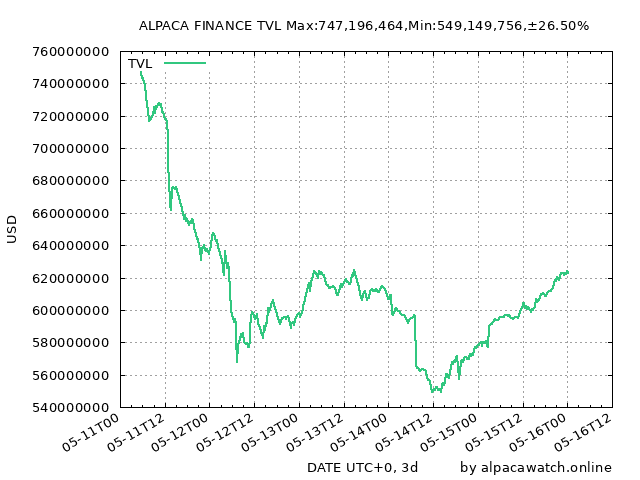 ALPACA FINANCE TVL Max:747,196,464,Min:549,149,756,±26.50%
760000000
740000000
720000000
700000000
680000000
660000000
640000000
620000000
600000000
580000000
560000000
540000000
USD
TVL
05-11T00
05-11T12
05-12T00
05-12T12
05-13T00
05-13T12
05-14T00
05-14T12
05-15T00
05-15T12
05-16T00
05-16T12
DATE UTC+0, 3d
by alpacawatch.online